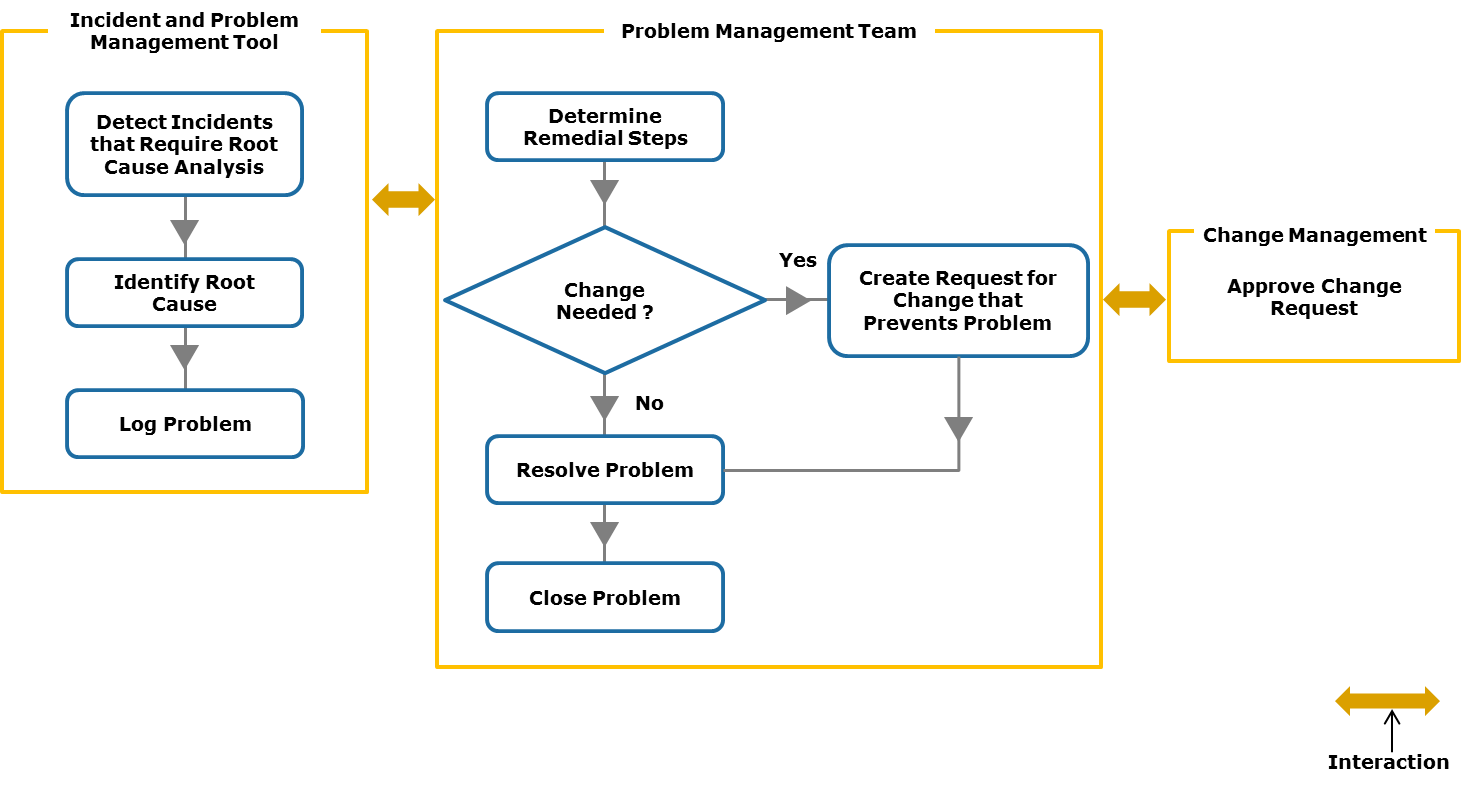 Incident and Problem
Management Tool
Detect Incidents
that Require Root
Cause Analysis
Identify Root
Cause
Log Problem
Problem Management Team
Determine
Remedial Steps
Change
Needed ?
Yes
Create Request for
Change that
Prevents Problem
No
Resolve Problem
Close Problem
Change Management
Approve Change
Request
Interaction